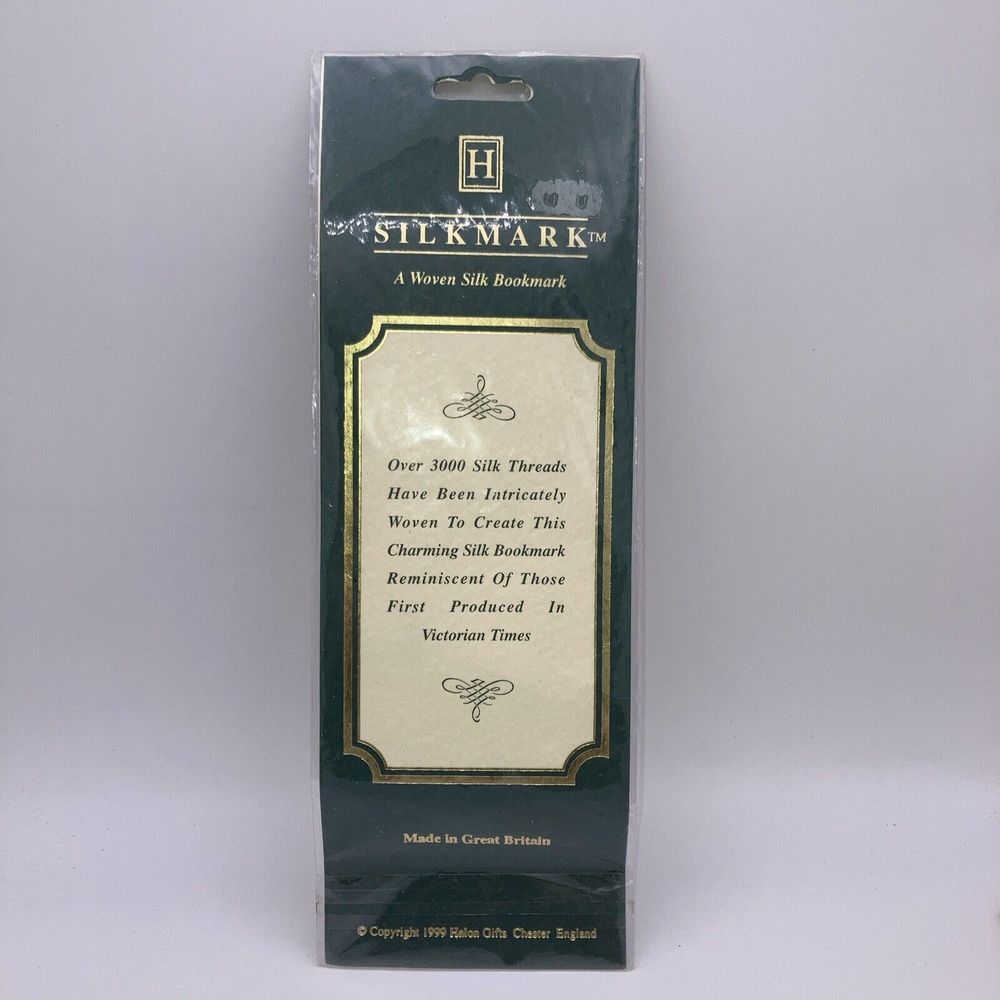 H
SILKMARK™
A Woven Silk Bookmark
Over 3000 Silk Threads
Have Been Intricately
Woven To Create This
Charming Silk Bookmark
Reminiscent Of Those
First Produced In
Victorian Times
Made in Great Britain
© Copyright 1999 Halon Gifts Chester England